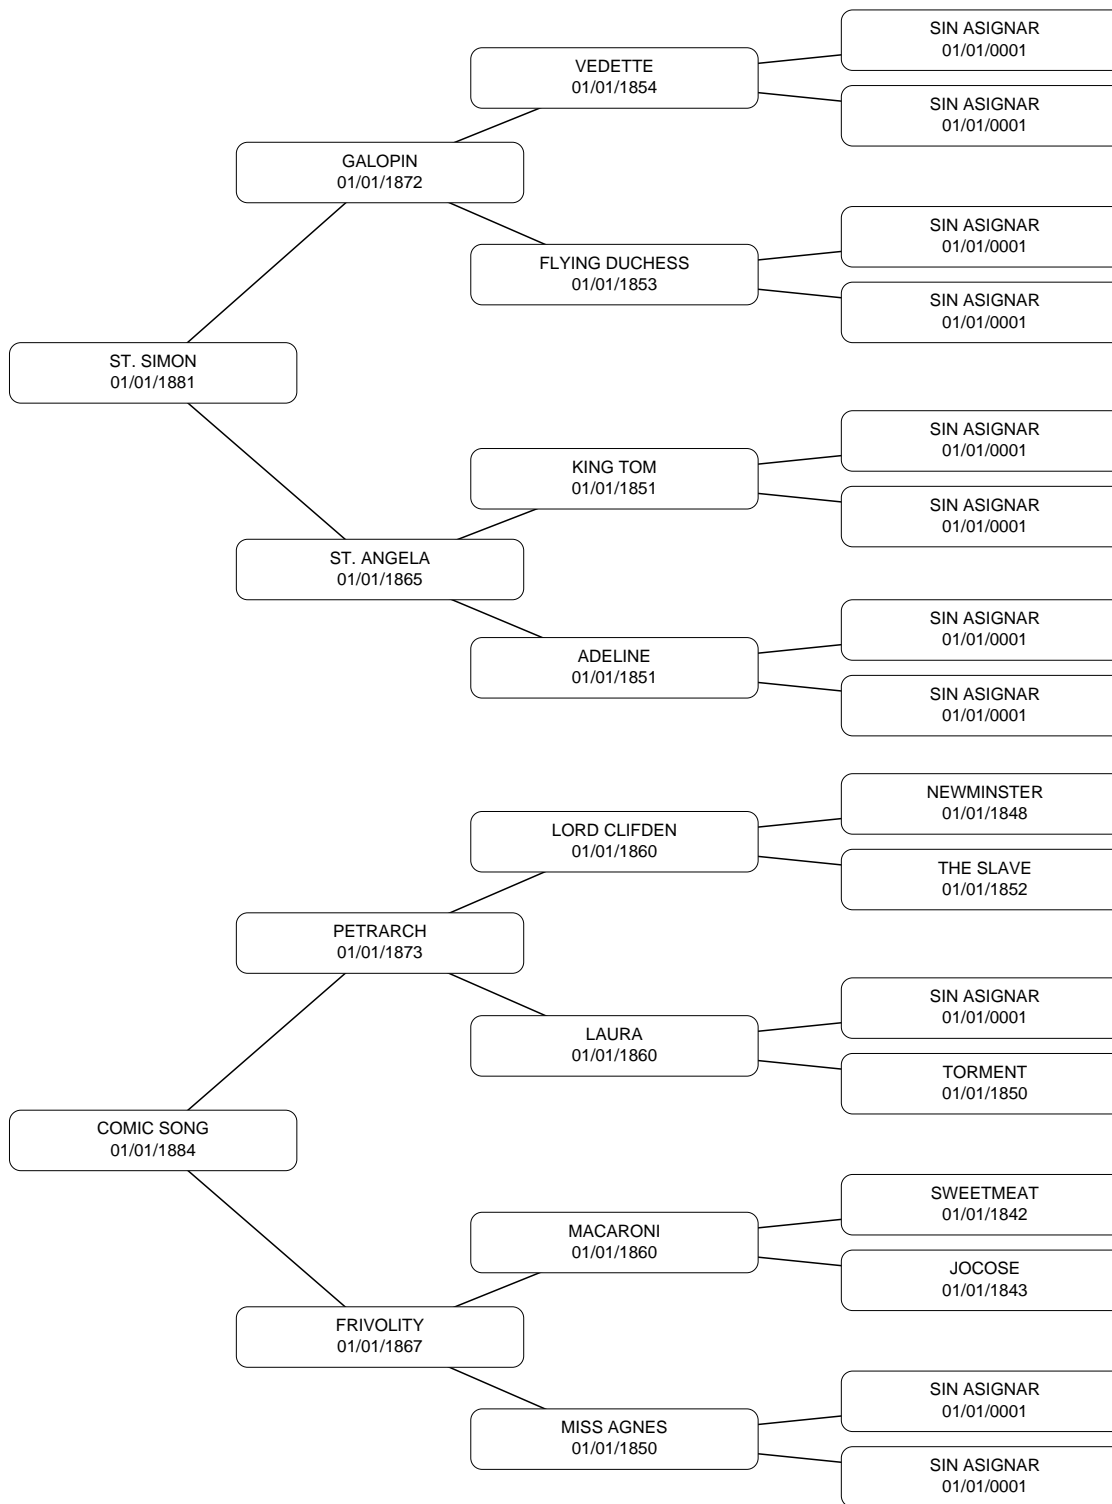 SIN ASIGNAR
01/01/0001
VEDETTE
01/01/1854
SIN ASIGNAR
01/01/0001
GALOPIN
01/01/1872
SIN ASIGNAR
01/01/0001
FLYING DUCHESS
01/01/1853
SIN ASIGNAR
01/01/0001
ST. SIMON
01/01/1881
SIN ASIGNAR
01/01/0001
KING TOM
01/01/1851
SIN ASIGNAR
01/01/0001
ST. ANGELA
01/01/1865
SIN ASIGNAR
01/01/0001
ADELINE
01/01/1851
SIN ASIGNAR
01/01/0001
NEWMINSTER
01/01/1848
LORD CLIFDEN
01/01/1860
THE SLAVE
01/01/1852
PETRARCH
01/01/1873
SIN ASIGNAR
01/01/0001
LAURA
01/01/1860
TORMENT
01/01/1850
COMIC SONG
01/01/1884
SWEETMEAT
01/01/1842
MACARONI
01/01/1860
JOCOSE
01/01/1843
FRIVOLITY
01/01/1867
SIN ASIGNAR
01/01/0001
MISS AGNES
01/01/1850
SIN ASIGNAR
01/01/0001